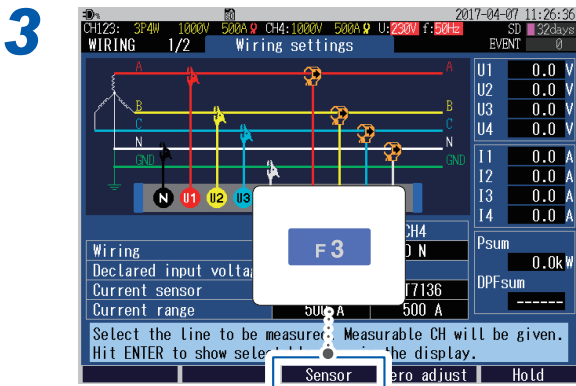 3
2017-04-07 11:26:36
CH123: 3P4W 1000V 500A CH4:1000V 500A U:230V f:50Hz SD 32days
WIRING 1/2 Wiring settings EVENT 0
A A
B B
C C
N N
GND GND
N U1 U2 U3
U1 0.0 V
U2 0.0 V
U3 0.0 V
U4 0.0 V
I1 0.0 A
I2 0.0 A
I3 0.0 A
I4 0.0 A
Psum
0.0kW
DPFsum
------
F3
CH4
Wiring N
Declared input
Current sensor T7136
Current range 500 A 500 A
Select the line to be measured. Measurable CH will be given.
Hit ENTER to show the display.
Sensor ero adjust Hold